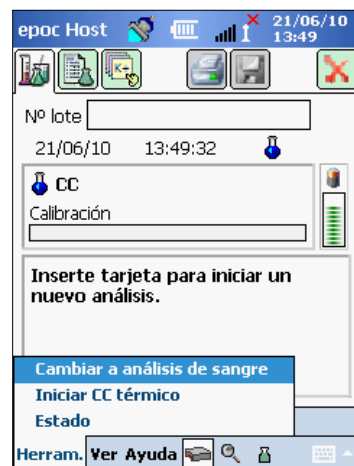 epoc Host 21/06/10
13:49
K+
Nº lote
21/06/10 13:49:32
CC
Calibración
Inserte tarjeta para iniciar un
nuevo análisis.
Cambiar a análisis de sangre
Iniciar CC térmico
Estado
Herram. Ver Ayuda